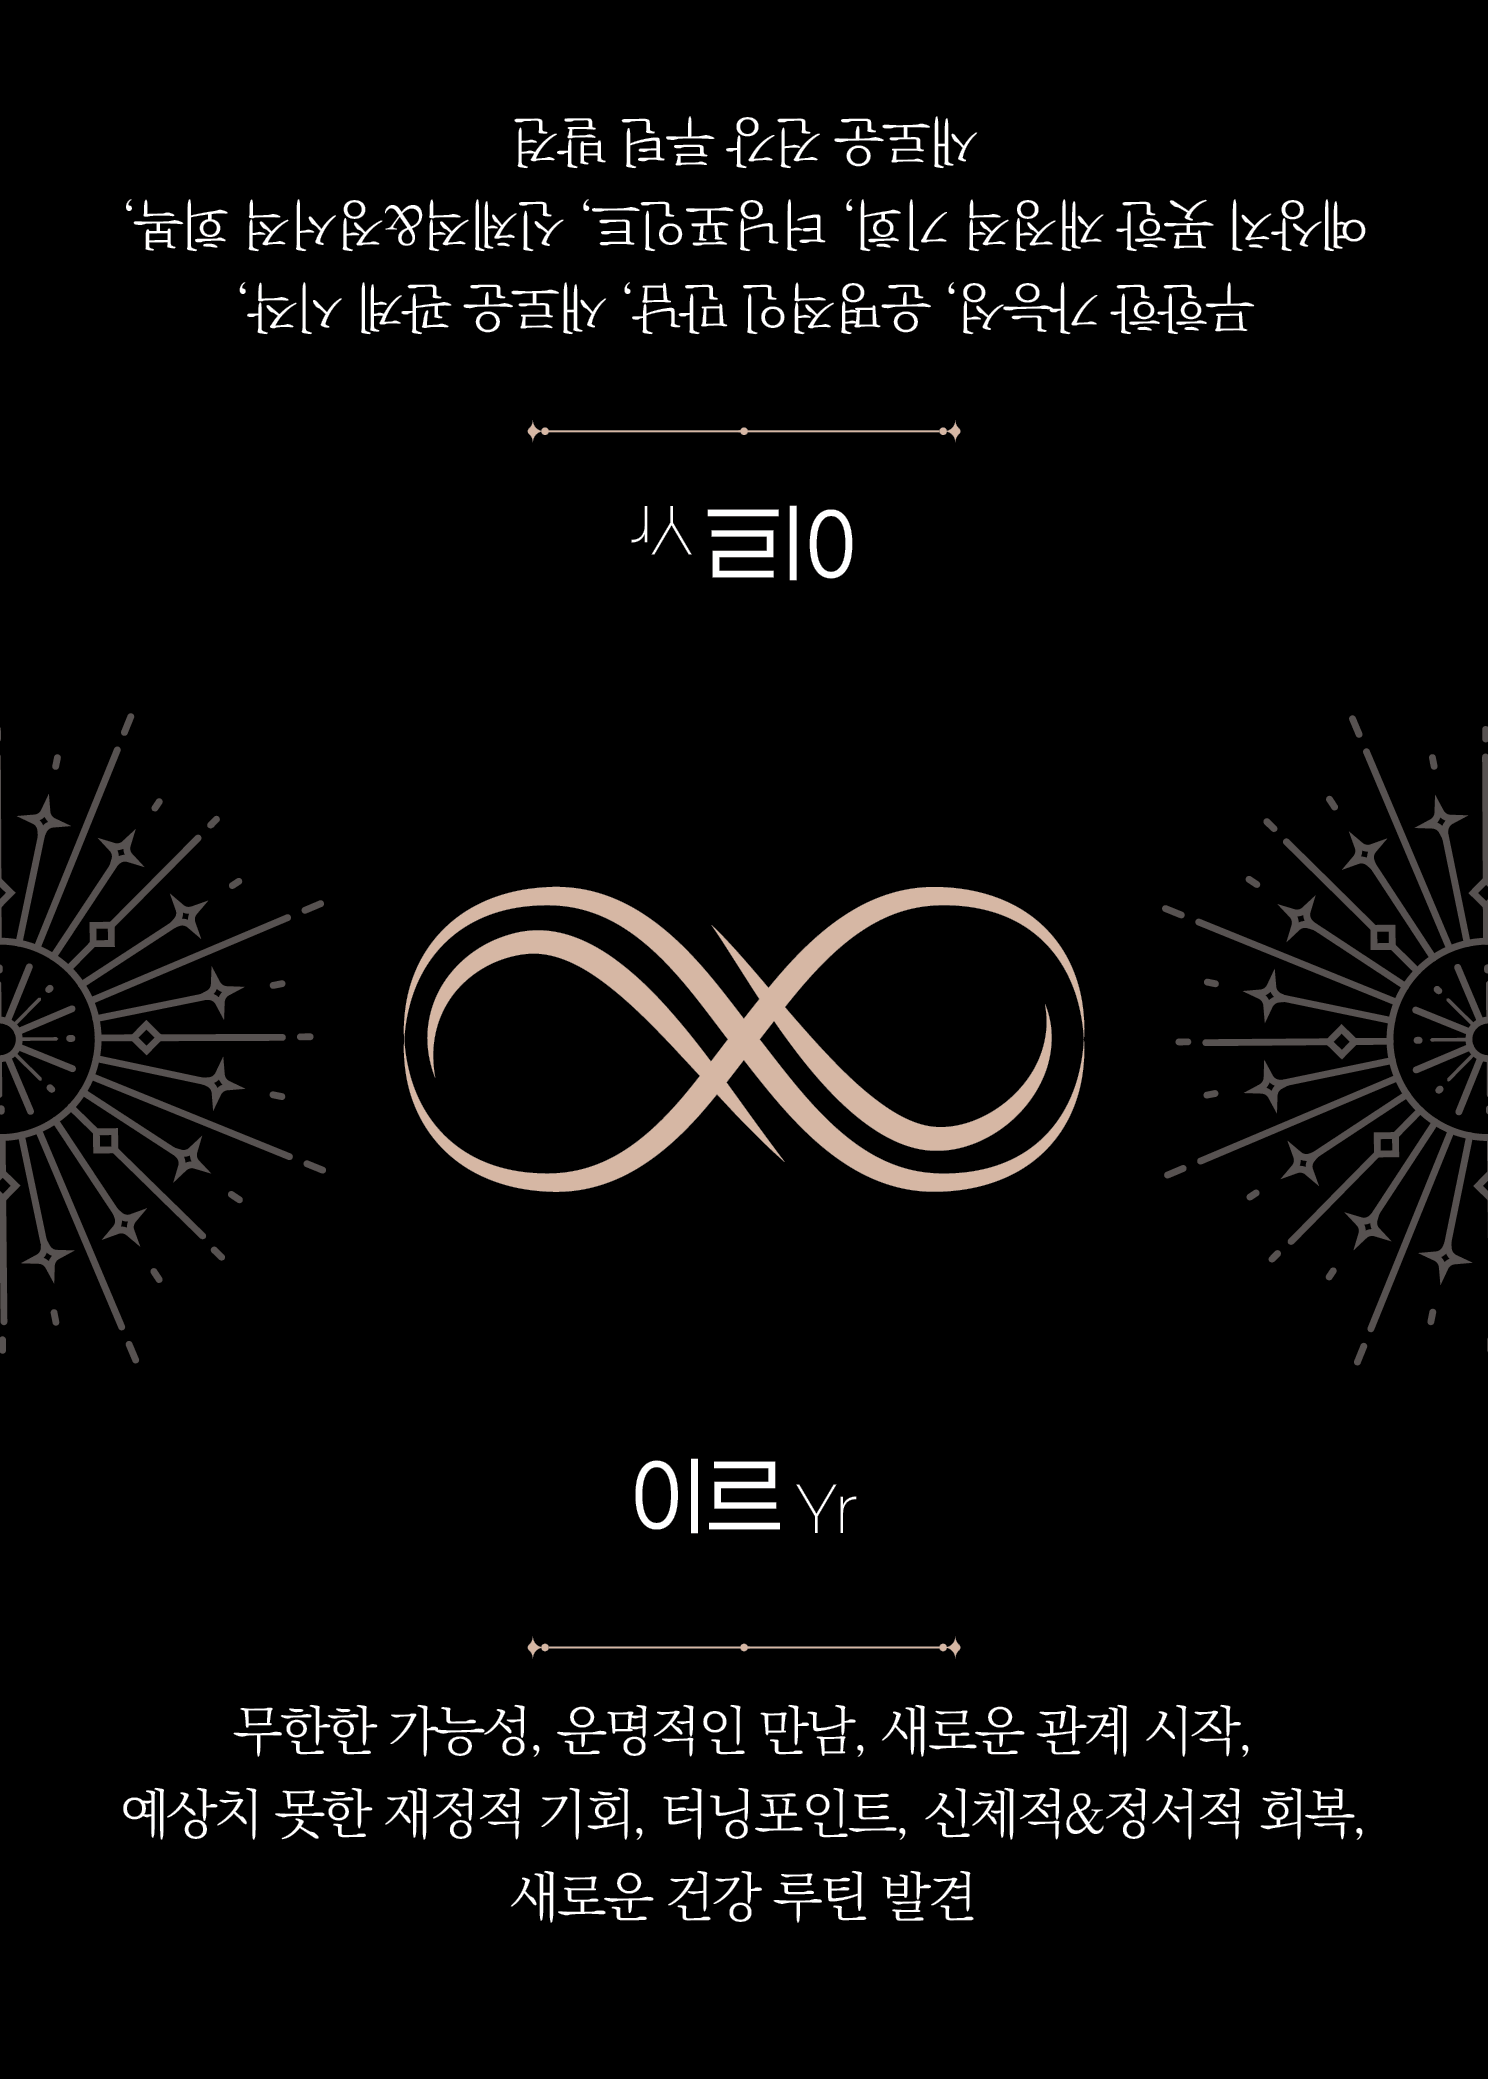 새로운 건강 루틴 발견
예상치 못한 재정적 기회, 터닝포인트, 신체적&정서적 회복,
무한한 가능성, 운명적인 만남, 새로운 관계 시작,
이르 Yr
이르 Yr
무한한 가능성, 운명적인 만남, 새로운 관계 시작,
예상치 못한 재정적 기회, 터닝포인트, 신체적&정서적 회복,
새로운 건강 루틴 발견